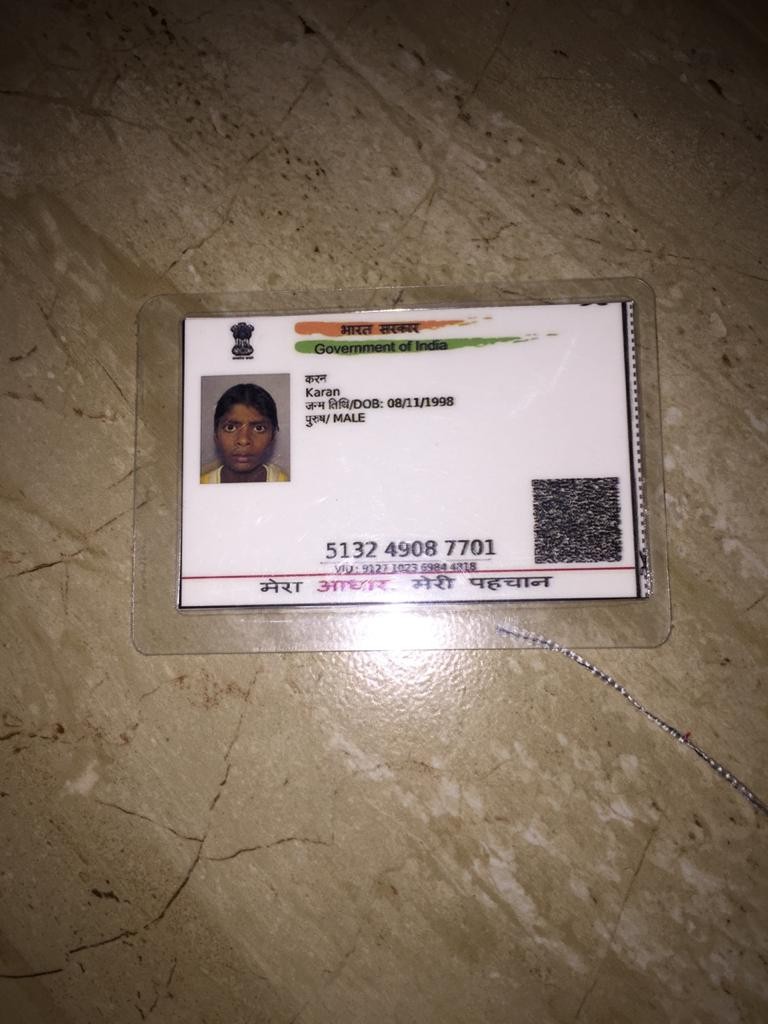 भारत सरकार
Government of India
करन
Karan
जन्म तिथि/DOB: 08/11/1998
पुरुष/ MALE
5132 4908 7701
VID : 9127 1023 6984 4818
मेरा आधार, मेरी पहचान